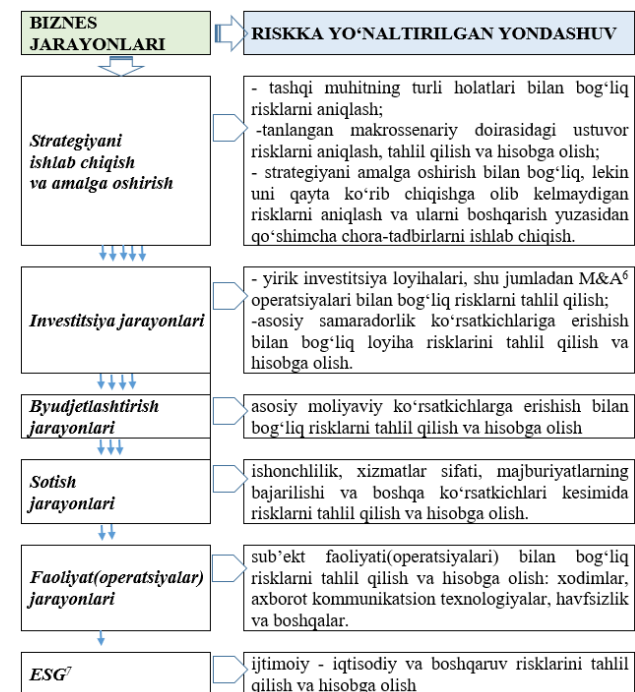 BIZNES
JARAYONLARI
RISKKA YO‘NALTIRILGAN YONDASHUV
Strategiyani
ishlab chiqish
va amalga oshirish
- tashqi muhitning turli holatlari bilan bog‘liq
risklarni aniqlash;
-tanlangan makrossenariy doirasidagi ustuvor
risklarni aniqlash, tahlil qilish va hisobga olish;
- strategiyani amalga oshirish bilan bog‘liq, lekin
uni qayta ko‘rib chiqishga olib kelmaydigan
risklarni aniqlash va ularni boshqarish yuzasidan
qo‘shimcha chora-tadbirlarni ishlab chiqish.
Investitsiya jarayonlari
- yirik investitsiya loyihalari, shu jumladan M&A⁶
operatsiyalari bilan bog‘liq risklarni tahlil qilish;
-asosiy samaradorlik ko‘rsatkichlariga erishish
bilan bog‘liq loyiha risklarini tahlil qilish va
hisobga olish.
Byudjetlashtirish
jarayonlari
asosiy moliyaviy ko‘rsatkichlarga erishish bilan
bog‘liq risklarni tahlil qilish va hisobga olish
Sotish
jarayonlari
ishonchlilik, xizmatlar sifati, majburiyatlarning
bajarilishi va boshqa ko‘rsatkichlari kesimida
risklarni tahlil qilish va hisobga olish.
Faoliyat(operatsiyalar)
jarayonlari
sub’ekt faoliyati(operatsiyalari) bilan bog‘liq
risklarni tahlil qilish va hisobga olish: xodimlar,
axborot kommunikatsion texnologiyalar, havfsizlik
va boshqalar.
ESG⁷
ijtimoiy - iqtisodiy va boshqaruv risklarini tahlil
qilish va hisobga olish